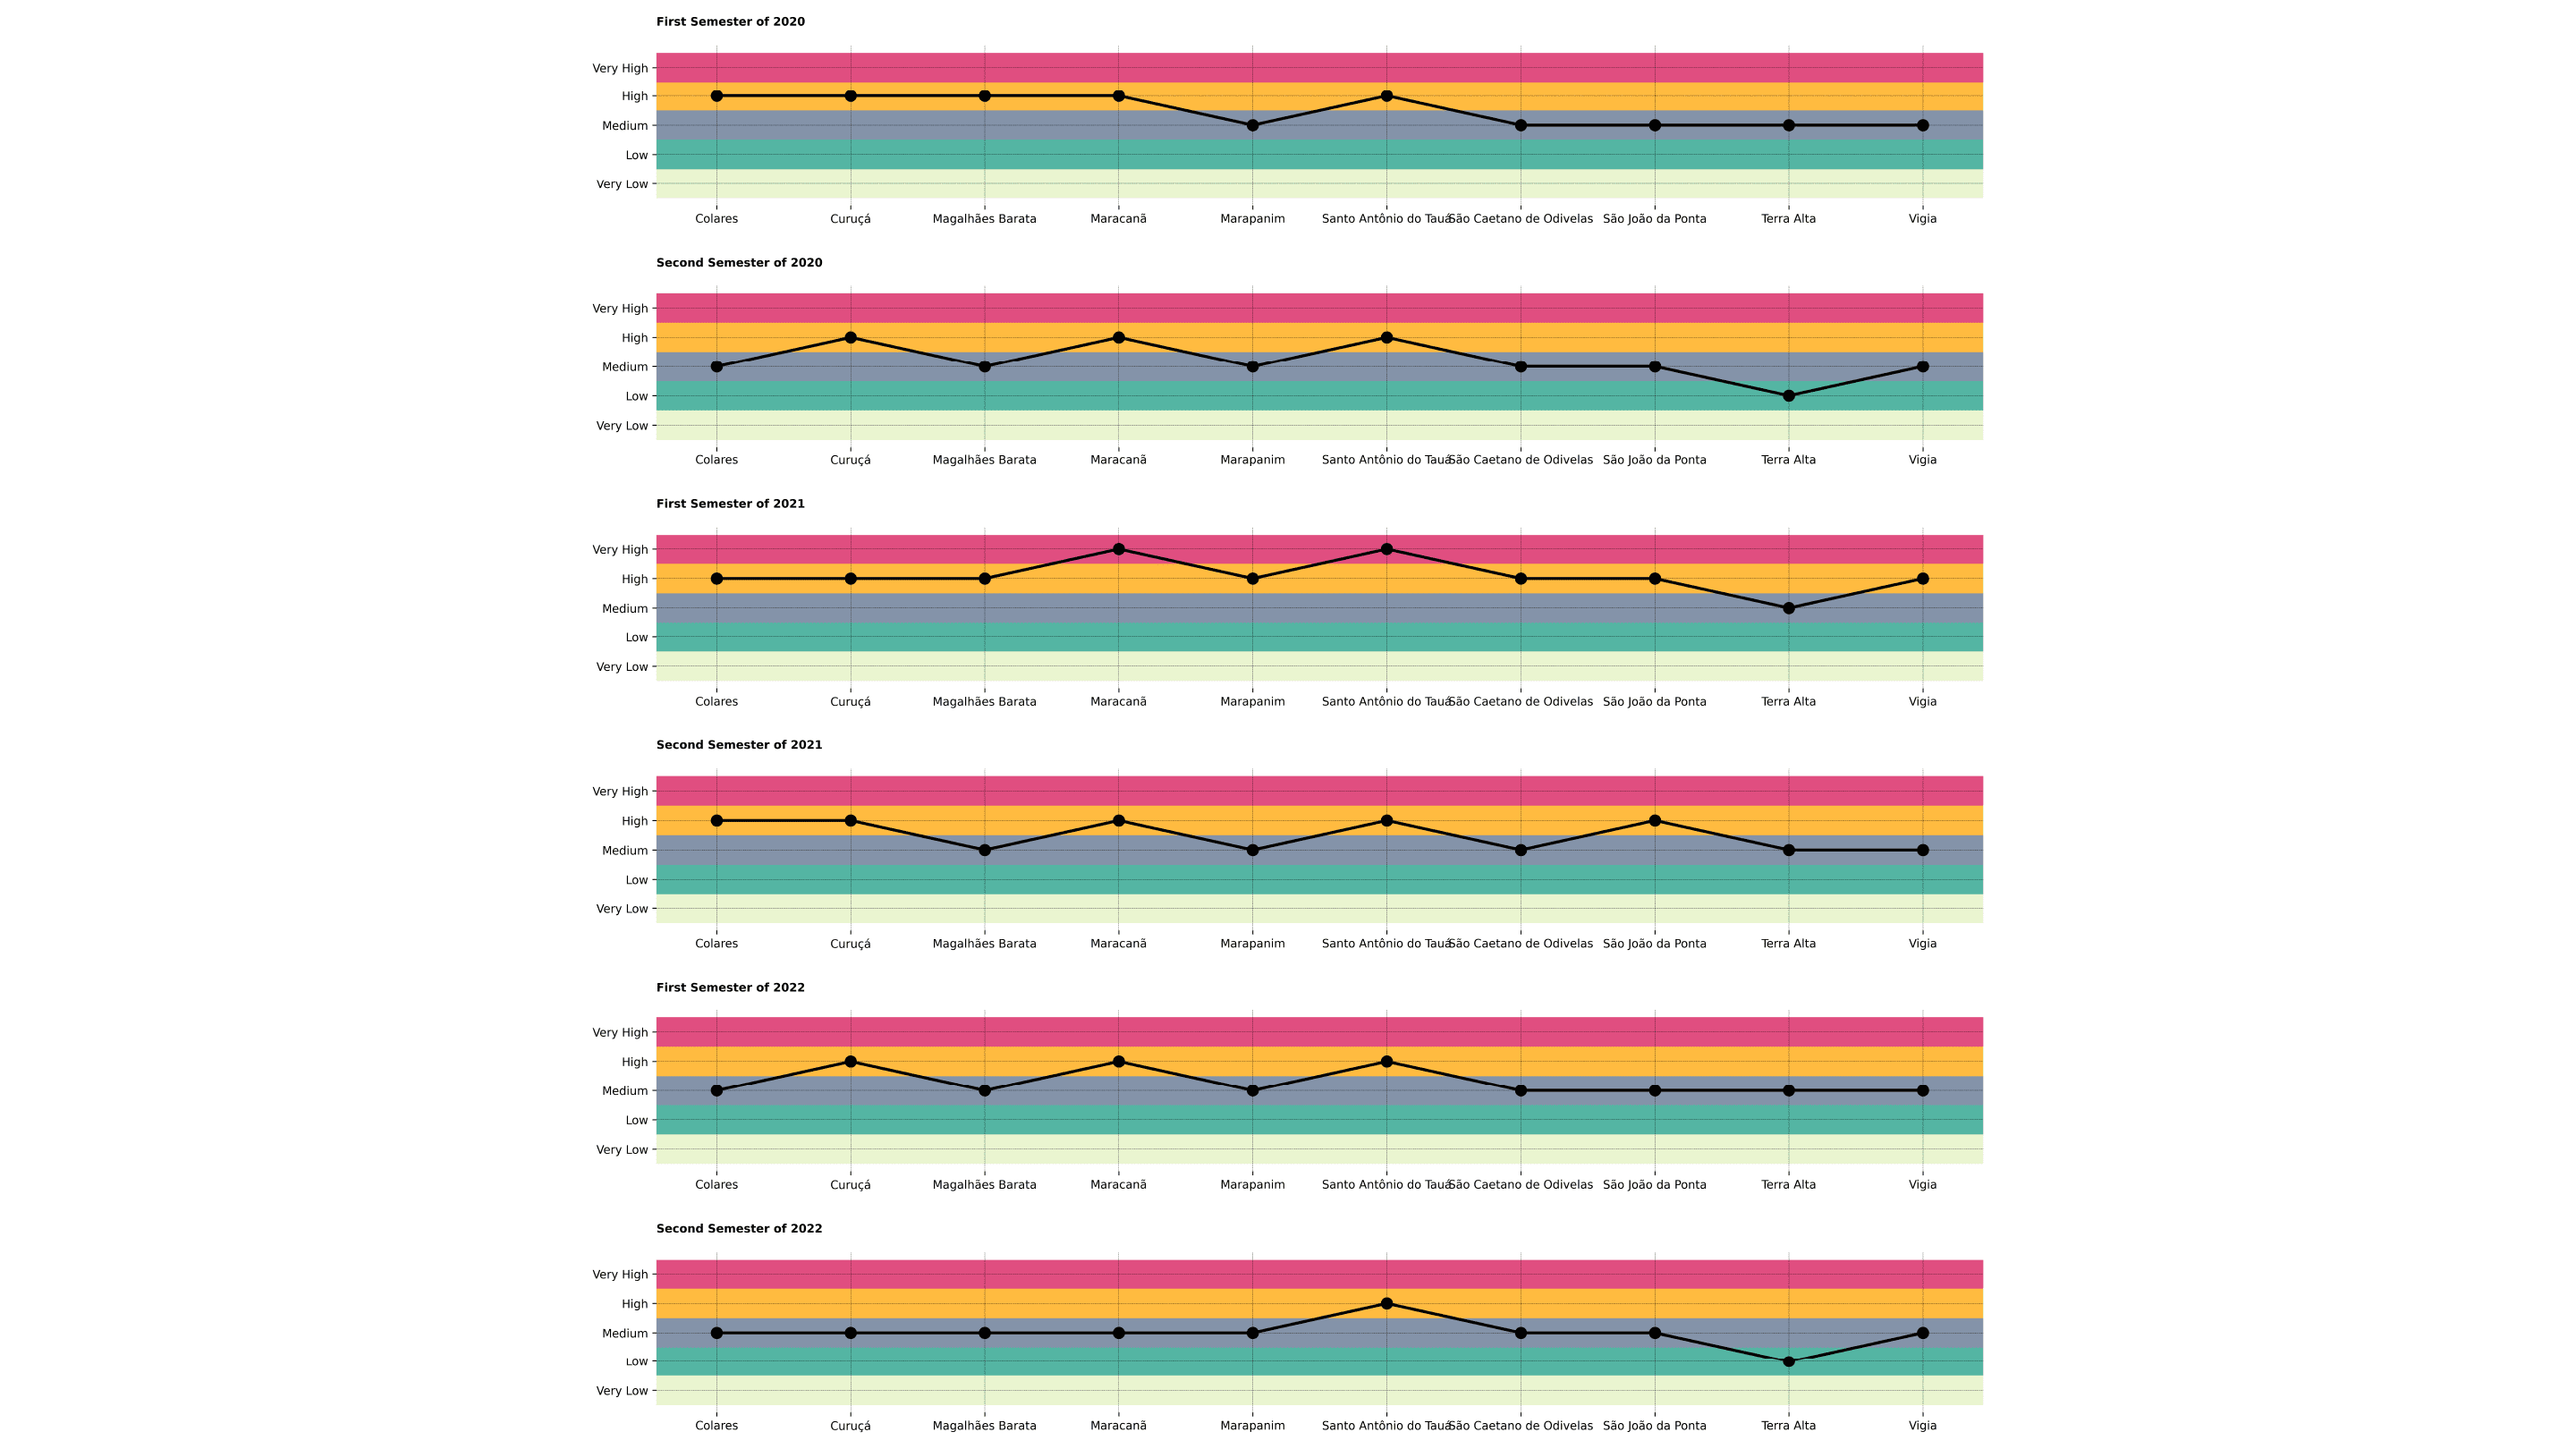 First Semester of 2020
Very High
High
Medium
Low
Very Low
Colares Curuçá Magalhães Barata Maracanã Marapanim Santo Antônio do Tauá São Caetano de Odivelas São João da Ponta Terra Alta Vigia
Second Semester of 2020
Very High
High
Medium
Low
Very Low
Colares Curuçá Magalhães Barata Maracanã Marapanim Santo Antônio do Tauá São Caetano de Odivelas São João da Ponta Terra Alta Vigia
First Semester of 2021
Very High
High
Medium
Low
Very Low
Colares Curuçá Magalhães Barata Maracanã Marapanim Santo Antônio do Tauá São Caetano de Odivelas São João da Ponta Terra Alta Vigia
Second Semester of 2021
Very High
High
Medium
Low
Very Low
Colares Curuçá Magalhães Barata Maracanã Marapanim Santo Antônio do Tauá São Caetano de Odivelas São João da Ponta Terra Alta Vigia
First Semester of 2022
Very High
High
Medium
Low
Very Low
Colares Curuçá Magalhães Barata Maracanã Marapanim Santo Antônio do Tauá São Caetano de Odivelas São João da Ponta Terra Alta Vigia
Second Semester of 2022
Very High
High
Medium
Low
Very Low
Colares Curuçá Magalhães Barata Maracanã Marapanim Santo Antônio do Tauá São Caetano de Odivelas São João da Ponta Terra Alta Vigia